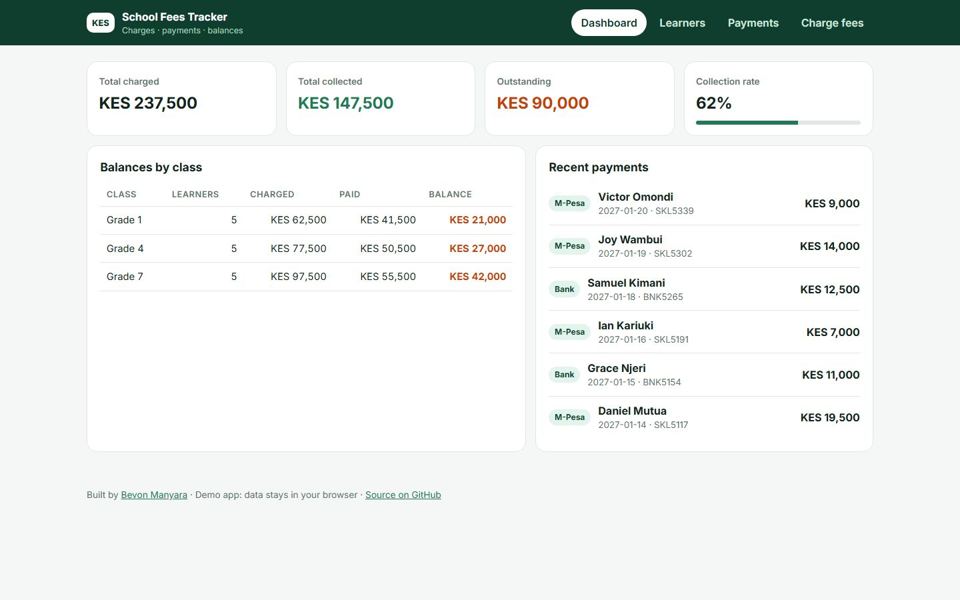 KES
School Fees Tracker
Charges · payments · balances
Dashboard Learners Payments Charge fees
Total charged
KES 237,500
Total collected
KES 147,500
Outstanding
KES 90,000
Collection rate
62%
Balances by class
CLASS LEARNERS CHARGED PAID BALANCE
Grade 1 5 KES 62,500 KES 41,500 KES 21,000
Grade 4 5 KES 77,500 KES 50,500 KES 27,000
Grade 7 5 KES 97,500 KES 55,500 KES 42,000
Recent payments
M-Pesa Victor Omondi KES 9,000
2027-01-20 · SKL5339
M-Pesa Joy Wambui KES 14,000
2027-01-19 · SKL5302
Bank Samuel Kimani KES 12,500
2027-01-18 · BNK5265
M-Pesa Ian Kariuki KES 7,000
2027-01-16 · SKL5191
Bank Grace Njeri KES 11,000
2027-01-15 · BNK5154
M-Pesa Daniel Mutua KES 19,500
2027-01-14 · SKL5117
Built by Bevon Manyara · Demo app: data stays in your browser · Source on GitHub